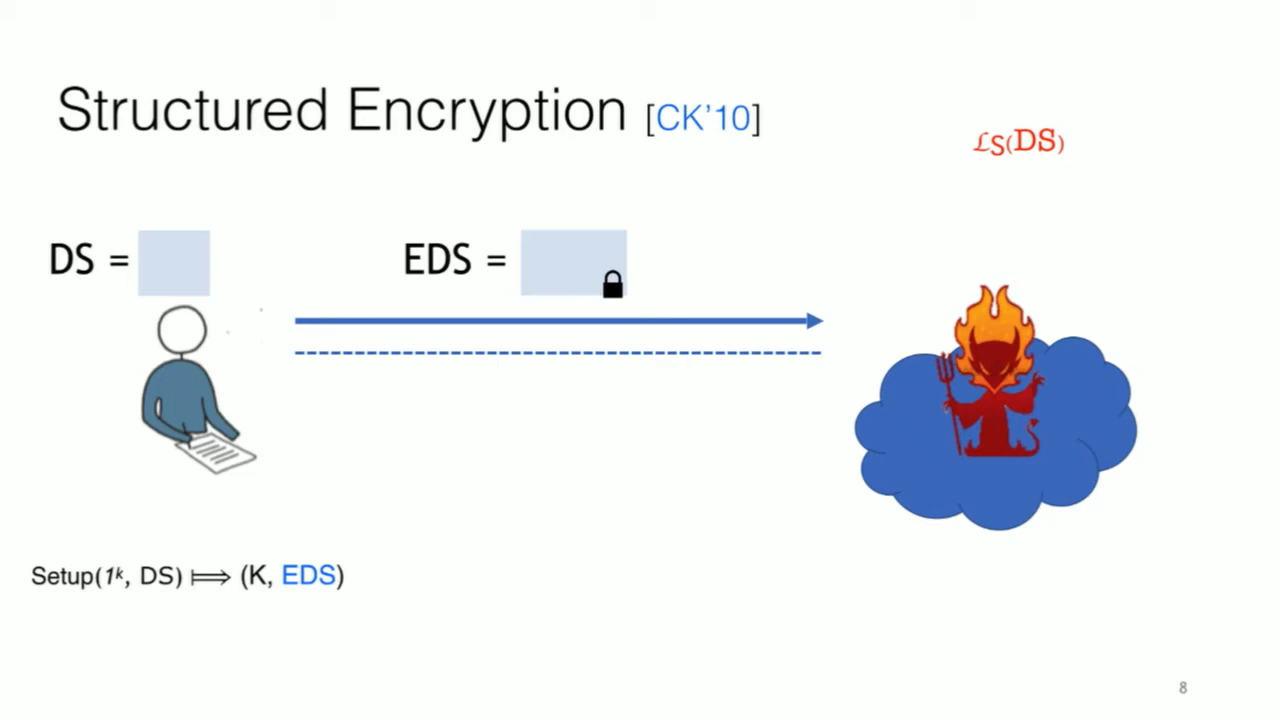 Structured Encryption [CK'10]
ℒS(DS)
DS =
EDS =
Setup(1ᵏ, DS) ⟾ (K, EDS)
8